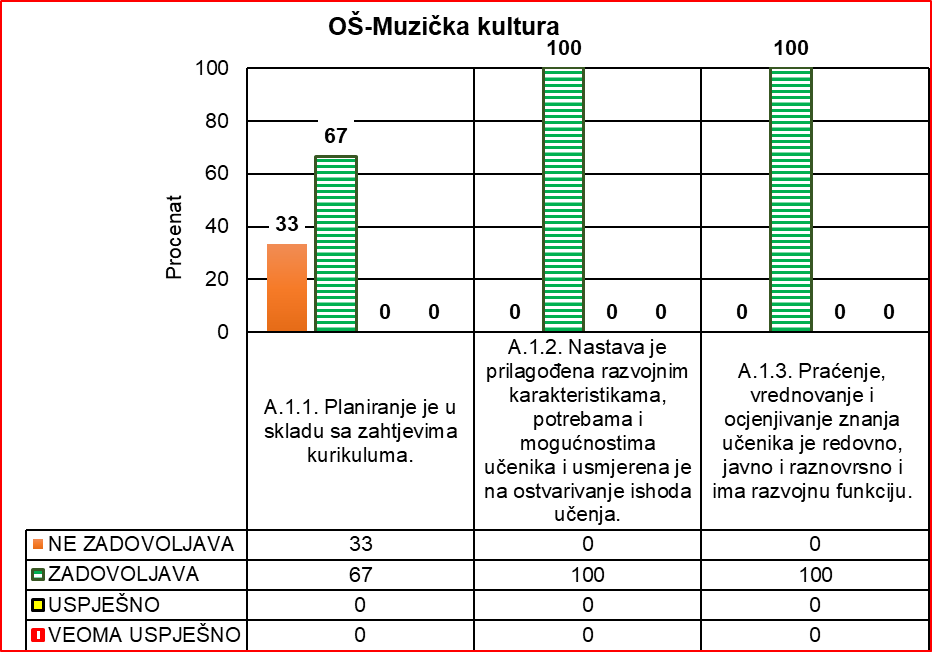 OŠ-Muzička kultura
100
100
100
80
67
60
40
33
20
0
0
0
0
0
0
0
0
0
0
Procenat
A.1.1. Planiranje je u
skladu sa zahtjevima
kurikuluma.
A.1.2. Nastava je
prilagođena razvojnim
karakteristikama,
potrebama i
mogućnostima
učenika i usmjerena je
na ostvarivanje ishoda
učenja.
A.1.3. Praćenje,
vrednovanje i
ocjenjivanje znanja
učenika je redovno,
javno i raznovrsno i
ima razvojnu funkciju.
NE ZADOVOLJAVA 33 0 0
ZADOVOLJAVA 67 100 100
USPJEŠNO 0 0 0
VEOMA USPJEŠNO 0 0 0